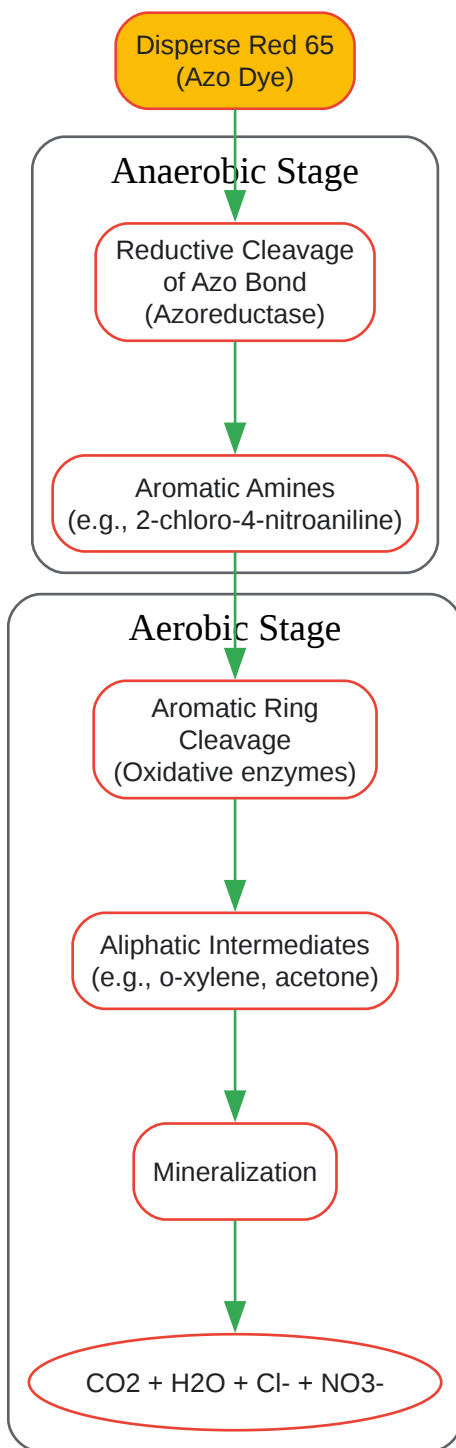 Disperse Red 65
(Azo Dye)
Anaerobic Stage
Reductive Cleavage
of Azo Bond
(Azoreductase)
Aromatic Amines
(e.g., 2-chloro-4-nitroaniline)
Aerobic Stage
Aromatic Ring
Cleavage
(Oxidative enzymes)
Aliphatic Intermediates
(e.g., o-xylene, acetone)
Mineralization
CO2 + H2O + Cl- + NO3-